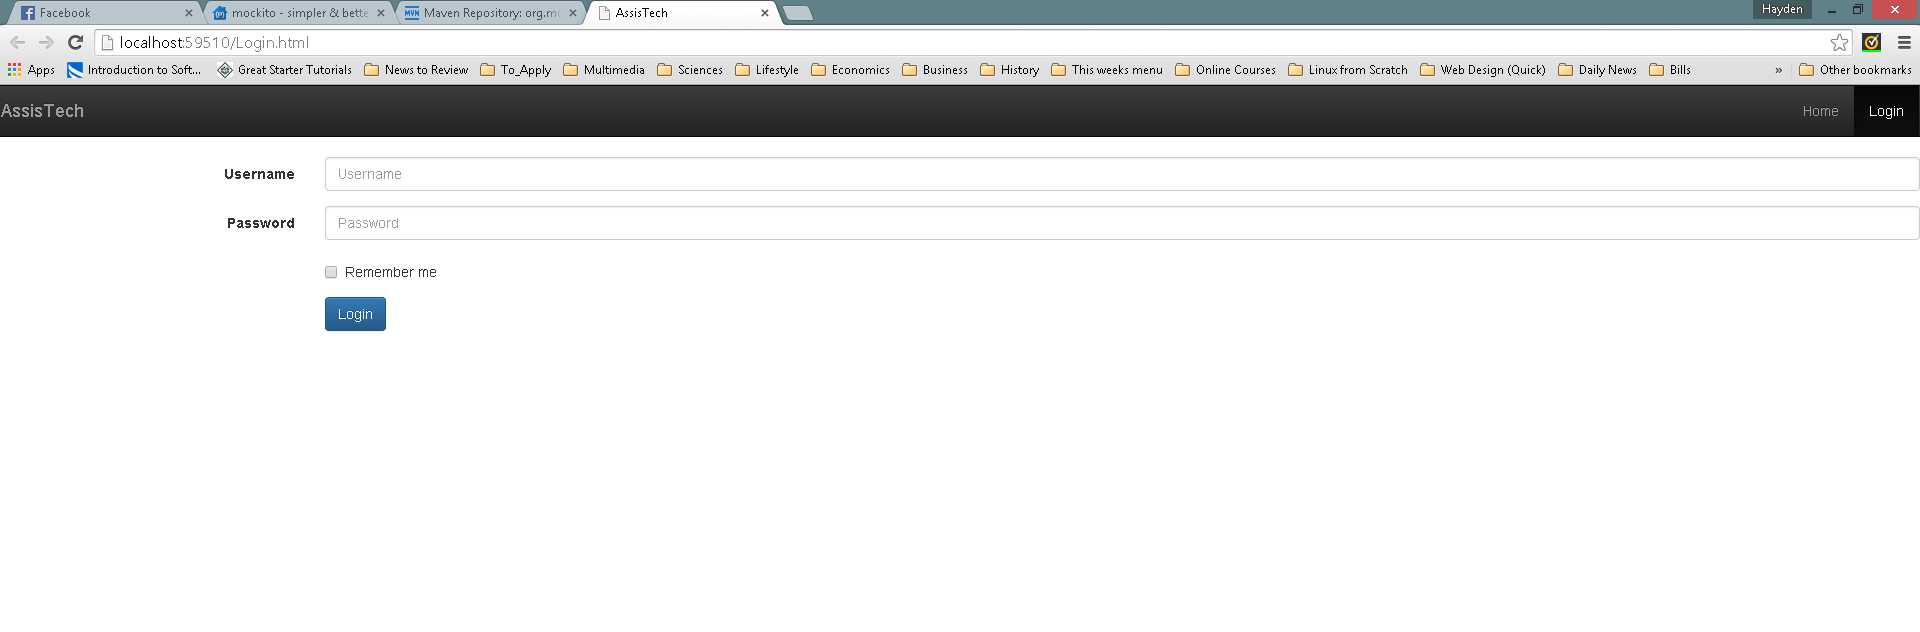 Facebook mockito - simpler & bette Maven Repository: org.mc AssisTech Hayden
localhost:59510/Login.html
Apps Introduction to Soft... Great Starter Tutorials News to Review To_Apply Multimedia Sciences Lifestyle Economics Business History This weeks menu Online Courses Linux from Scratch Web Design (Quick) Daily News Bills » Other bookmarks
AssisTech Home Login
Username Username
Password Password
Remember me
Login